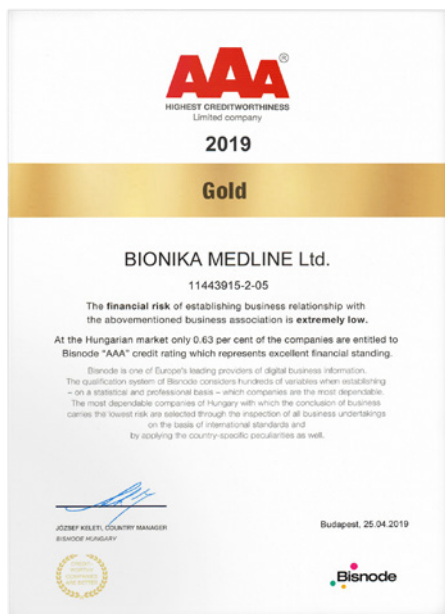 AAA®
HIGHEST CREDITWORTHINESS
Limited company
2019
Gold
BIONIKA MEDLINE Ltd.
11443915-2-05
The financial risk of establishing business relationship with
the abovementioned business association is extremely low.
At the Hungarian market only 0.63 per cent of the companies are entitled to
Bisnode "AAA" credit rating which represents excellent financial standing.
Bisnode is one of Europe's leading providers of digital business information.
The qualification system of Bisnode considers hundreds of variables when establishing
– on a statistical and professional basis – which companies are the most dependable.
The most dependable companies of Hungary with which the conclusion of business
carries the lowest risk are selected through the inspection of all business undertakings
on the basis of international standards and
by applying the country-specific peculiarities as well.
JÓZSEF KELETI, COUNTRY MANAGER
BISNODE HUNGARY
Budapest, 25.04.2019
CREDIT-
WORTHY
COMPANIES
ARE BETTER
Bisnode